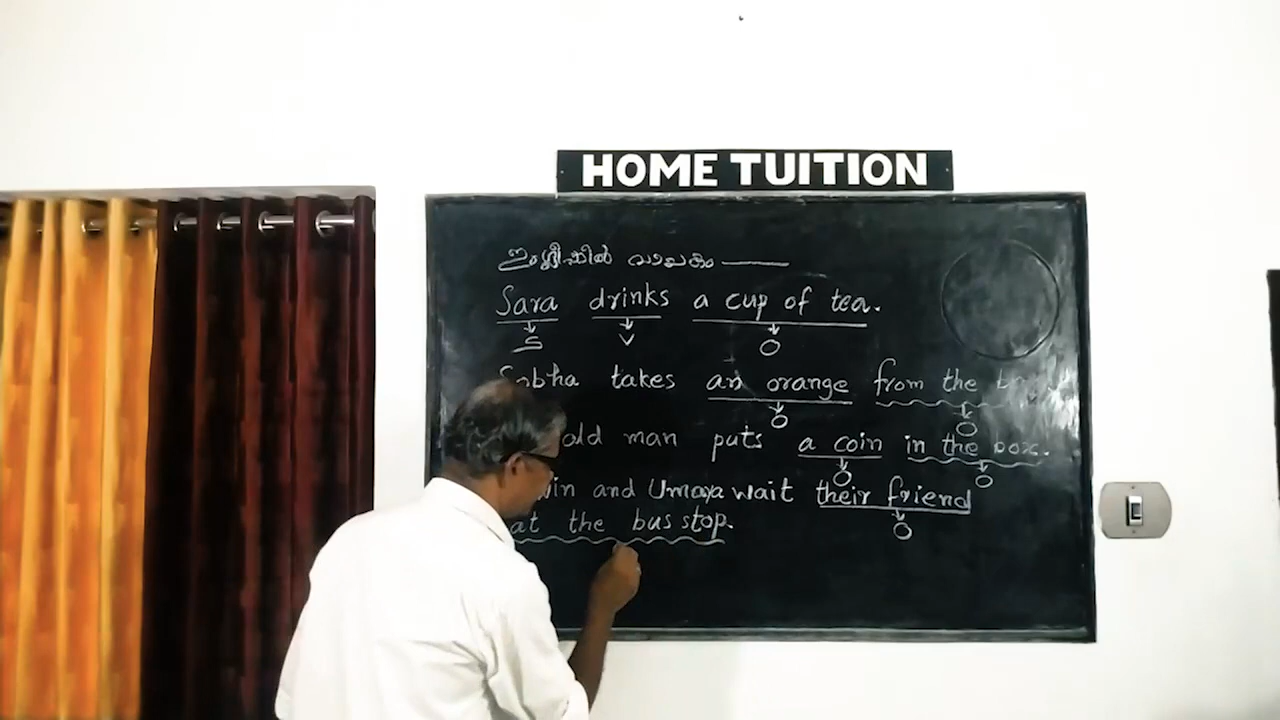 HOME TUITION
ഇംഗ്ലീഷിൽ വാചകം
Sara drinks a cup of tea.
S V O
takes an orange from the
O O
old man puts a coin in the box.
O O
and Umaya wait their friend
O
at the bus stop.